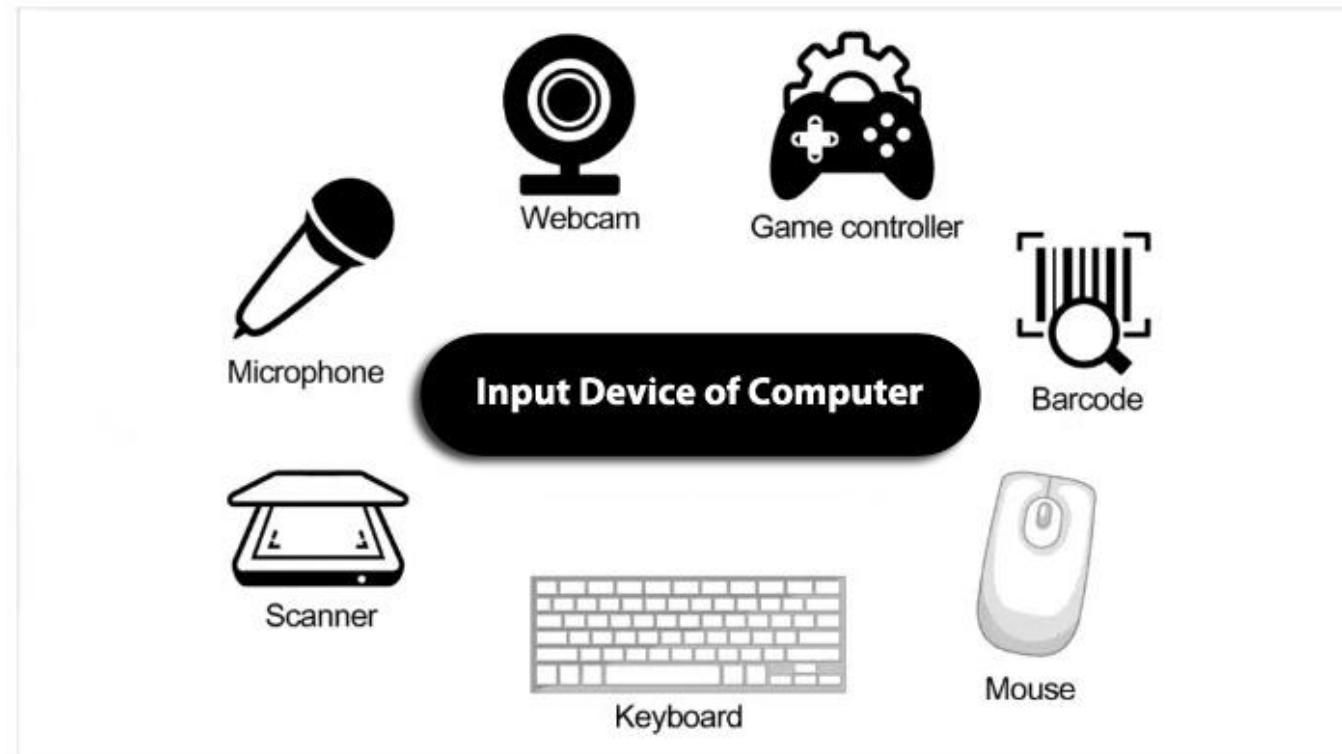 Webcam
Game controller
Microphone
Barcode
Input Device of Computer
Scanner
Keyboard
Mouse